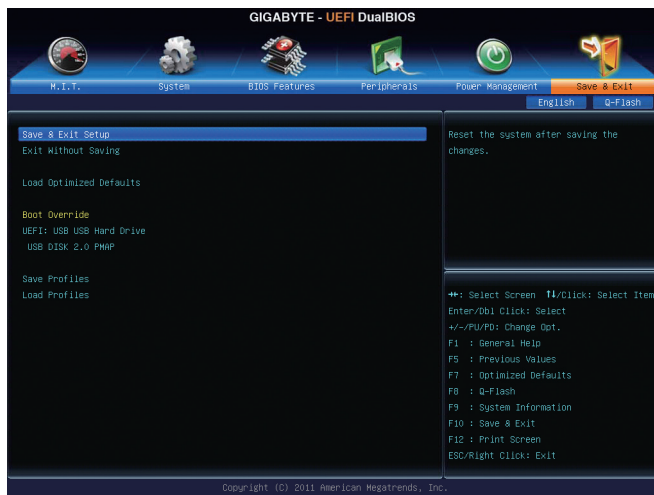 GIGABYTE - UEFI DualBIOS
M.I.T.
System
BIOS Features
Peripherals
Power Management
Save & Exit
English
Q-Flash
Save & Exit Setup
Exit Without Saving
Load Optimized Defaults
Boot Override
UEFI: USB USB Hard Drive
USB DISK 2.0 PMAP
Save Profiles
Load Profiles
Reset the system after saving the
changes.
→←: Select Screen ↑↓/Click: Select Item
Enter/Dbl Click: Select
+/-/PU/PD: Change Opt.
F1 : General Help
F5 : Previous Values
F7 : Optimized Defaults
F8 : Q-Flash
F9 : System Information
F10 : Save & Exit
F12 : Print Screen
ESC/Right Click: Exit
Copyright (C) 2011 American Megatrends, Inc.